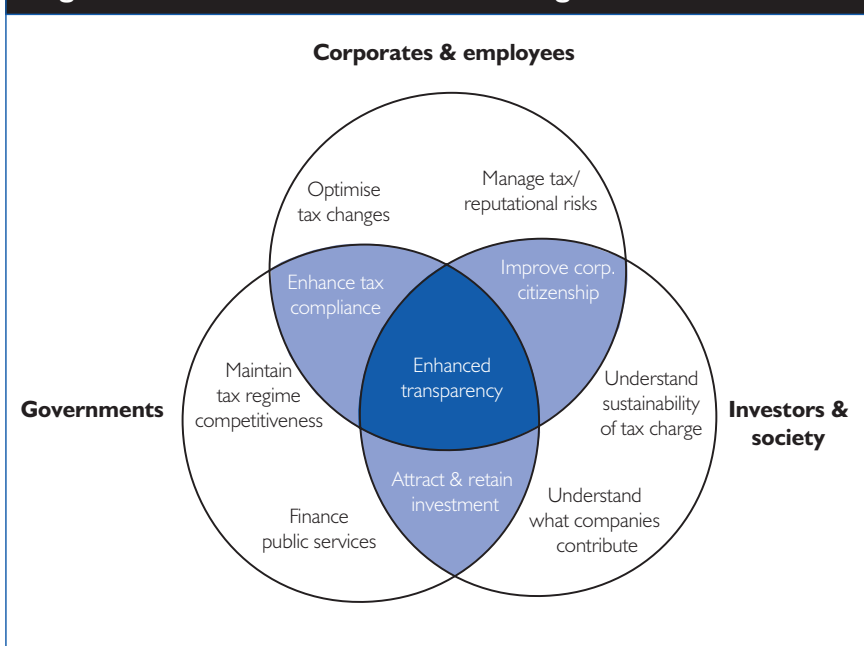 Corporates & employees
Optimise
tax changes
Manage tax/
reputational risks
Enhance tax
compliance
Improve corp.
citizenship
Enhanced
transparency
Maintain
tax regime
competitiveness
Governments
Understand
sustainability
of tax charge
Investors &
society
Attract & retain
investment
Finance
public services
Understand
what companies
contribute